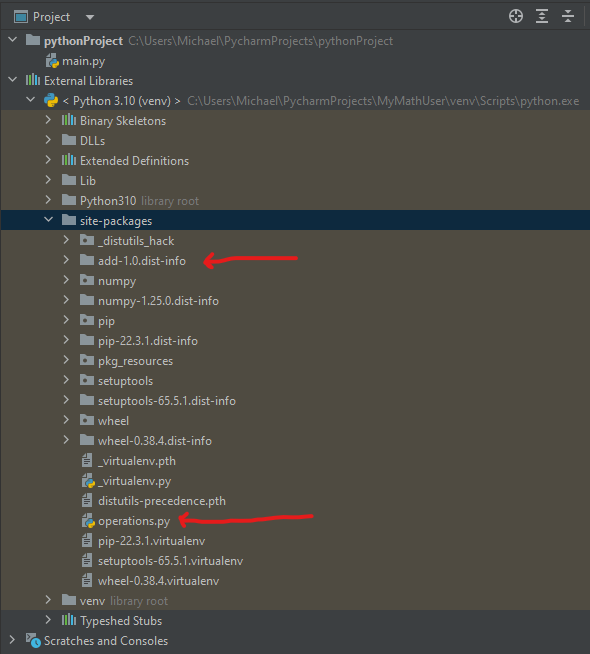 Project
pythonProject C:\Users\Michael\PycharmProjects\pythonProject
main.py
External Libraries
< Python 3.10 (venv) > C:\Users\Michael\PycharmProjects\MyMathUser\venv\Scripts\python.exe
Binary Skeletons
DLLs
Extended Definitions
Lib
Python310 library root
site-packages
_distutils_hack
add-1.0.dist-info
numpy
numpy-1.25.0.dist-info
pip
pip-22.3.1.dist-info
pkg_resources
setuptools
setuptools-65.5.1.dist-info
wheel
wheel-0.38.4.dist-info
_virtualenv.pth
_virtualenv.py
distutils-precedence.pth
operations.py
pip-22.3.1.virtualenv
setuptools-65.5.1.virtualenv
wheel-0.38.4.virtualenv
venv library root
Typeshed Stubs
Scratches and Consoles